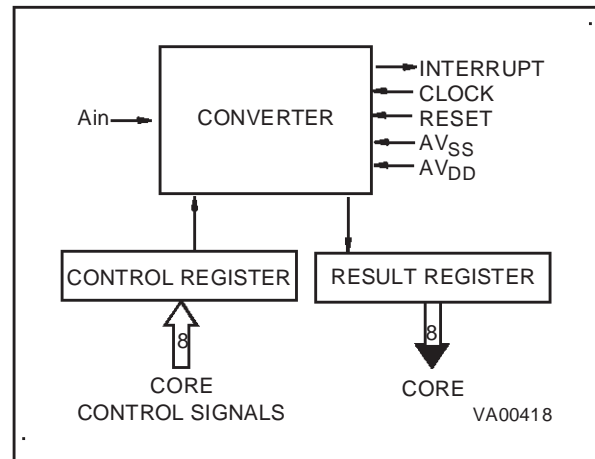 INTERRUPT
CLOCK
Ain
CONVERTER
RESET
AVSS
AVDD
CONTROL REGISTER
RESULT REGISTER
8
8
CORE
CONTROL SIGNALS
CORE
VA00418